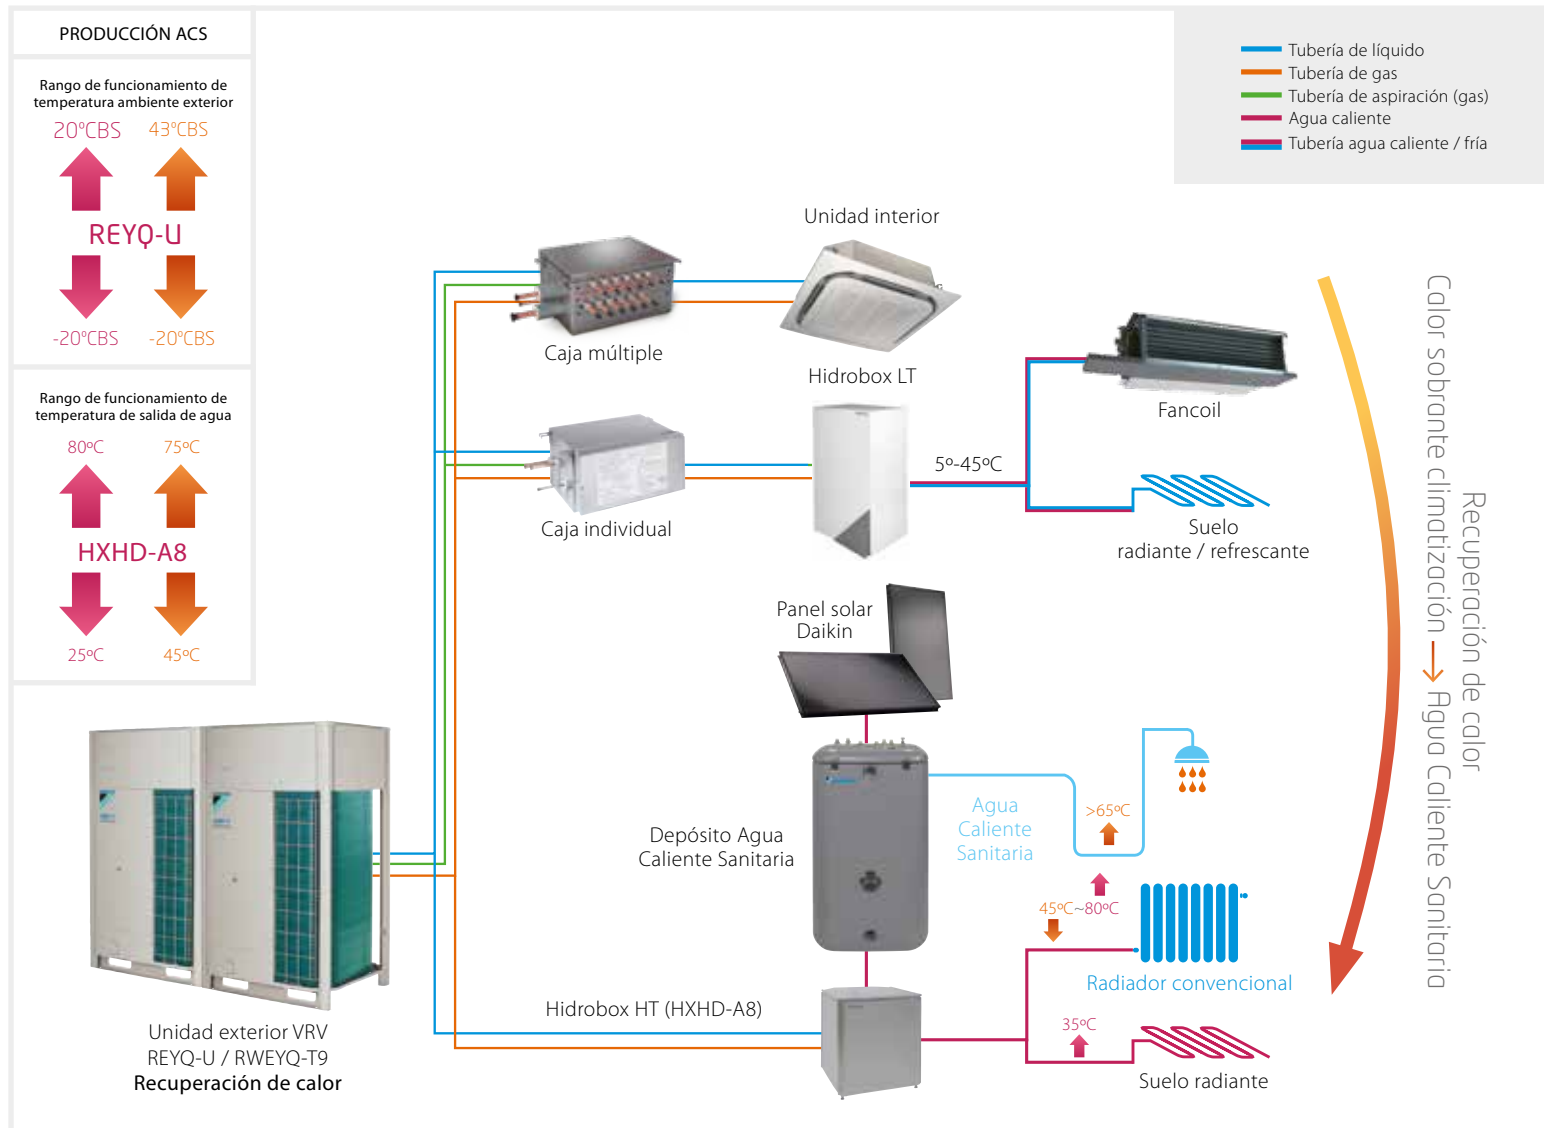 PRODUCCIÓN ACS
Rango de funcionamiento de
temperatura ambiente exterior
20°CBS 43°CBS
REYQ-U
-20°CBS -20°CBS
Rango de funcionamiento de
temperatura de salida de agua
80ºC 75ºC
HXHD-A8
25ºC 45ºC
Tubería de líquido
Tubería de gas
Tubería de aspiración (gas)
Agua caliente
Tubería agua caliente / fría
Unidad interior
Caja múltiple
Hidrobox LT
Fancoil
5º-45ºC
Caja individual
Suelo
radiante / refrescante
Panel solar
Daikin
Depósito Agua
Caliente Sanitaria
Agua
Caliente
Sanitaria
>65ºC
45ºC~80ºC
Radiador convencional
Hidrobox HT (HXHD-A8)
35ºC
Suelo radiante
Unidad exterior VRV
REYQ-U / RWEYQ-T9
Recuperación de calor
Recuperación de calor
Calor sobrante climatización → Agua Caliente Sanitaria